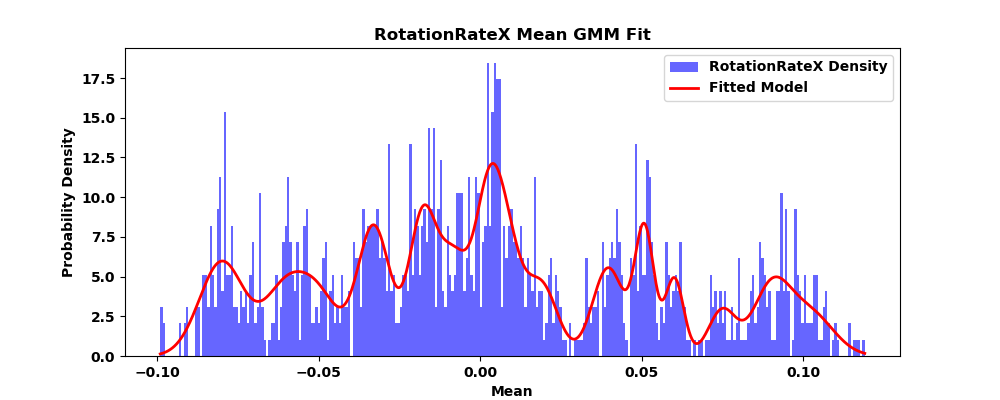 RotationRateX Mean GMM Fit
RotationRateX Density
Fitted Model
Probability Density
17.5
15.0
12.5
10.0
7.5
5.0
2.5
0.0
−0.10 −0.05 0.00 0.05 0.10
Mean